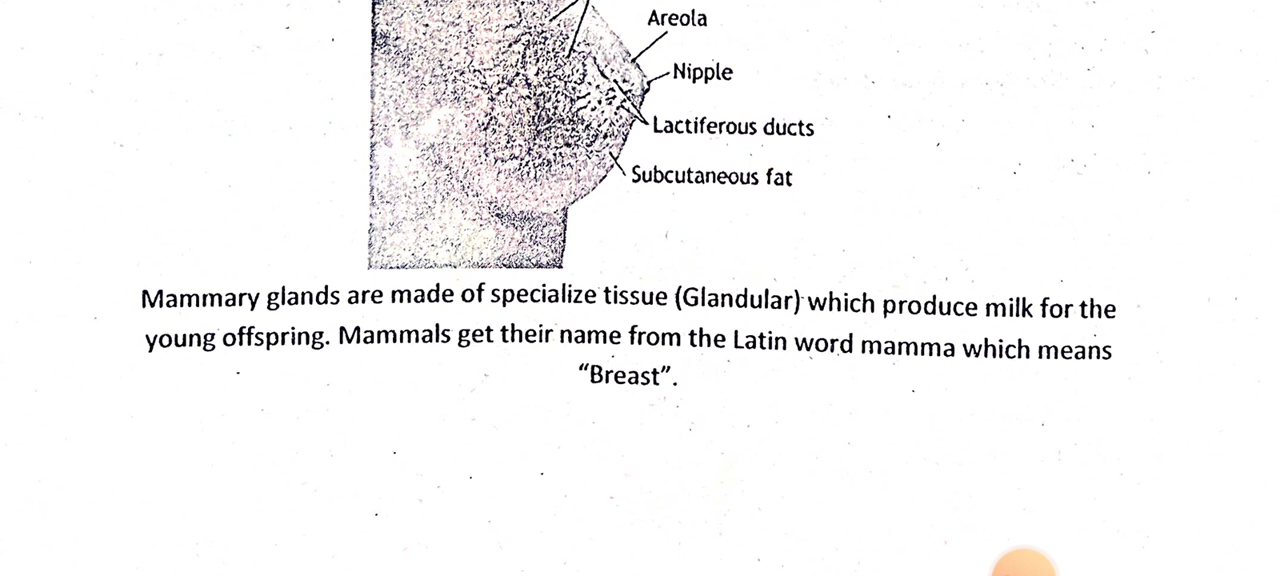 Areola
Nipple
Lactiferous ducts
Subcutaneous fat
Mammary glands are made of specialize tissue (Glandular) which produce milk for the
young offspring. Mammals get their name from the Latin word mamma which means
“Breast”.